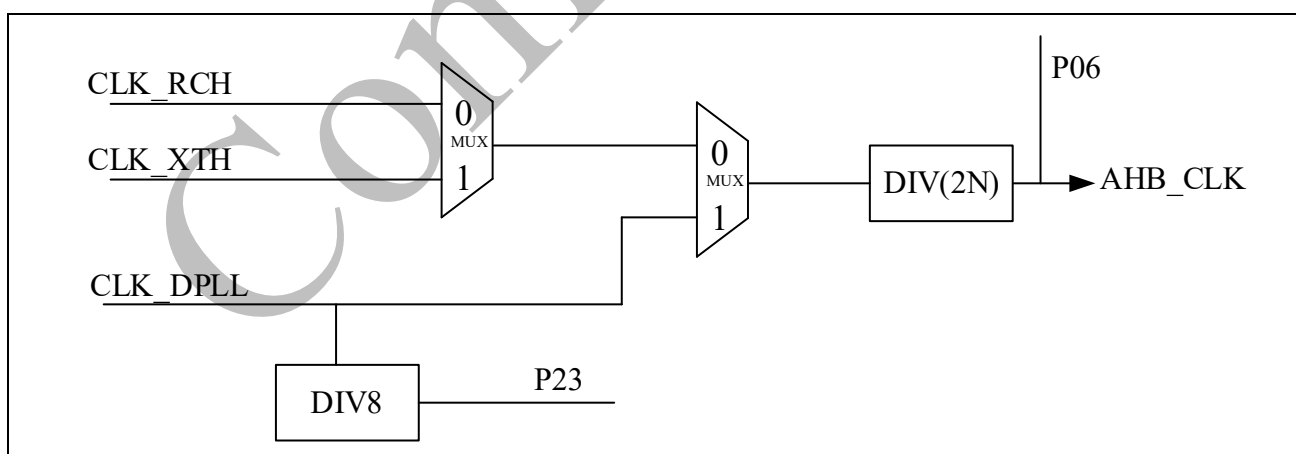 CLK_RCH
0
MUX
CLK_XTH
1
0
MUX
1
P06
DIV(2N)
AHB_CLK
CLK_DPLL
DIV8
P23